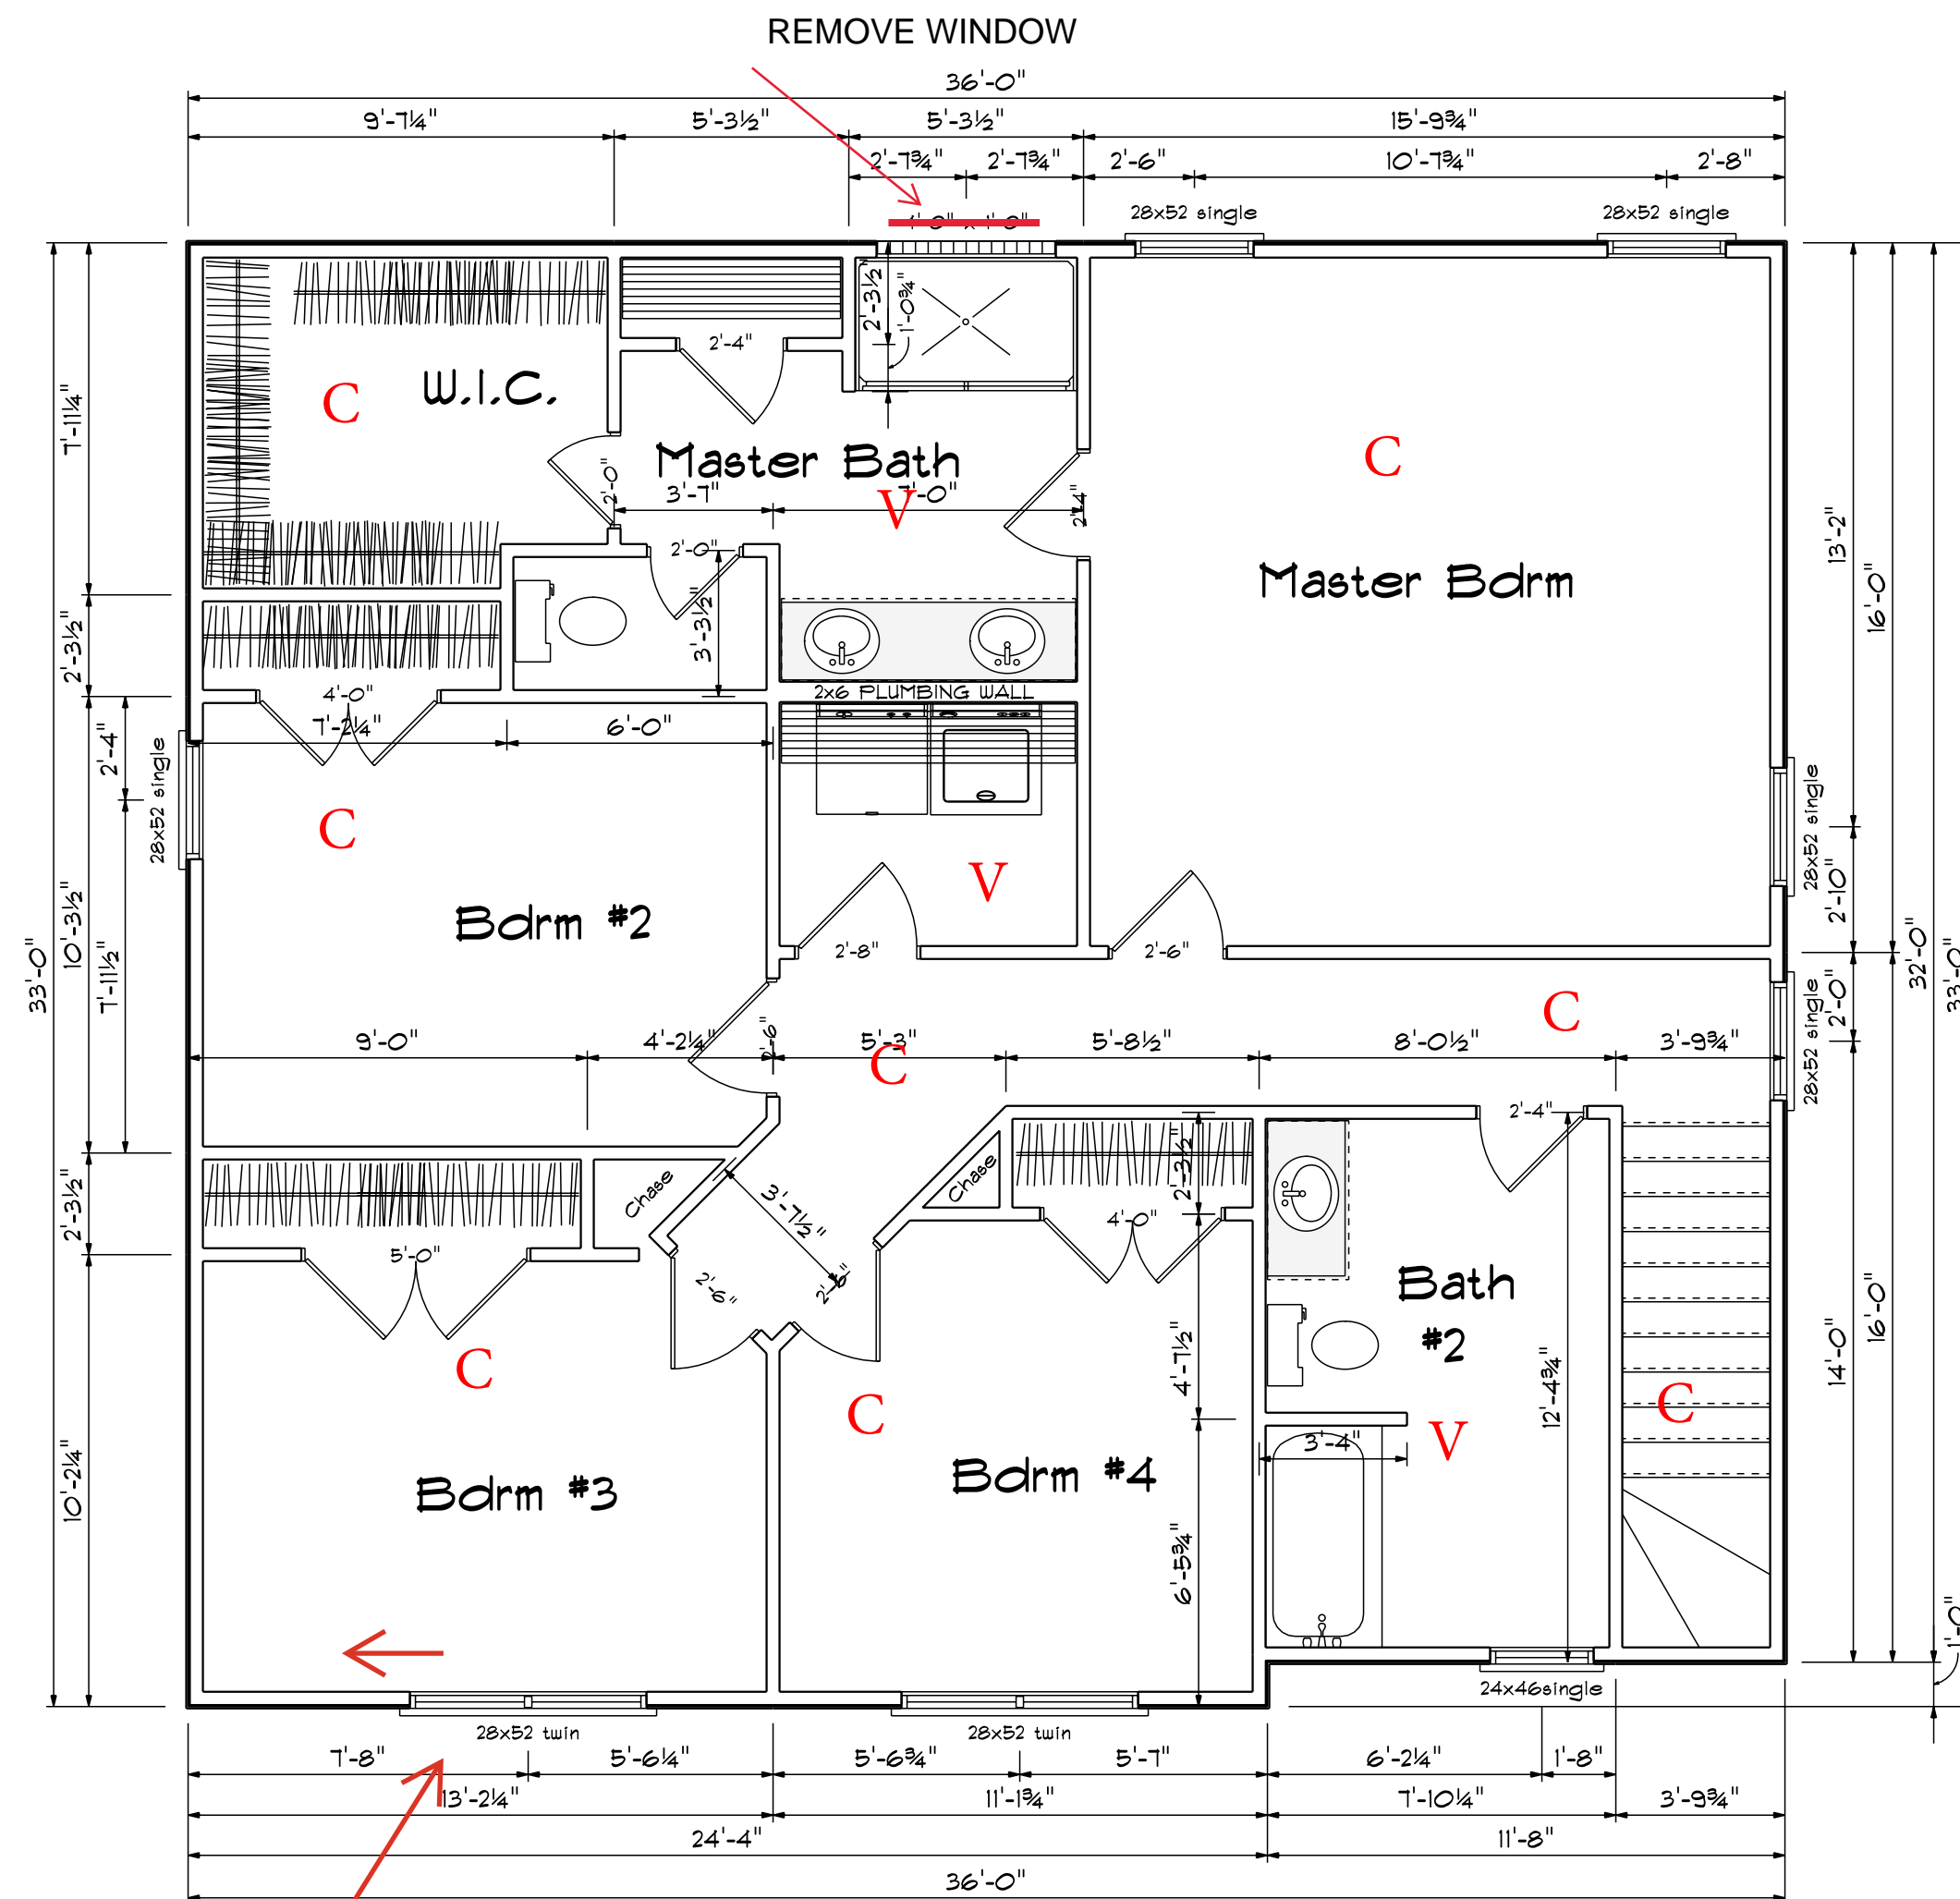 REMOVE WINDOW
36'-0"
9'-7¼" 5'-3½" 5'-3½" 15'-9¾"
2'-7¾" 2'-7¾" 2'-6" 10'-7¾" 2'-8"
28x52 single 28x52 single
2'-3½"
1'-0¾"
2'-4"
C W.I.C.
7'-11¼"
Master Bath
C
2'-0"
3'-7" V
2'-4"
13'-2"
2'-0"
Master Bdrm
16'-0"
3'-3½"
2'-3½"
4'-0"
2x6 PLUMBING WALL
7'-2¼" 6'-0"
2'-4"
28x52 single
C
28x52 single
V
2'-10"
Bdrm #2
10'-3½"
7'-11½"
33'-0"
2'-8" 2'-6"
32'-0"
33'-0"
C
2'-0"
28x52 single
9'-0" 4'-2¼" 5'-3" 5'-8½" 8'-0½" 3'-9¾"
2'-6"
C
2'-4"
2'-3½"
Chase Chase
2'-3½"
3'-7½"
4'-0"
5'-0"
2'-6" 2'-6"
Bath
#2
16'-0"
14'-0"
4'-7½"
12'-4¾"
C
C
C
V
3'-4"
10'-2¼"
Bdrm #3
Bdrm #4
6'-5¾"
1'-0"
24x46single
28x52 twin 28x52 twin
7'-8" 5'-6¼" 5'-6¾" 5'-7" 6'-2¼" 1'-8"
13'-2¼" 11'-1¾" 7'-10¼" 3'-9¾"
24'-4" 11'-8"
36'-0"